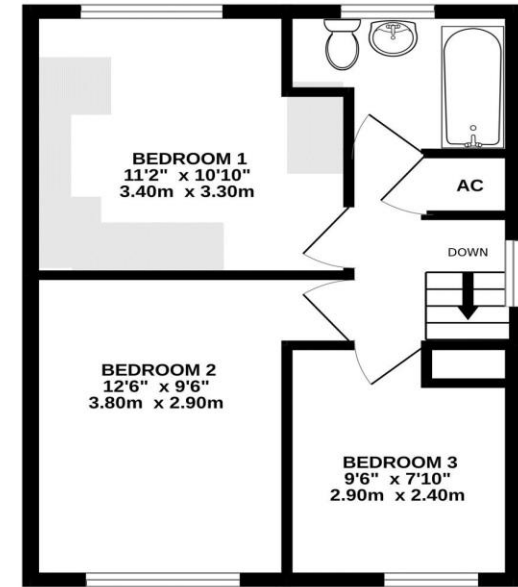 BEDROOM 1
11'2" x 10'10"
3.40m x 3.30m
AC
DOWN
BEDROOM 2
12'6" x 9'6"
3.80m x 2.90m
BEDROOM 3
9'6" x 7'10"
2.90m x 2.40m